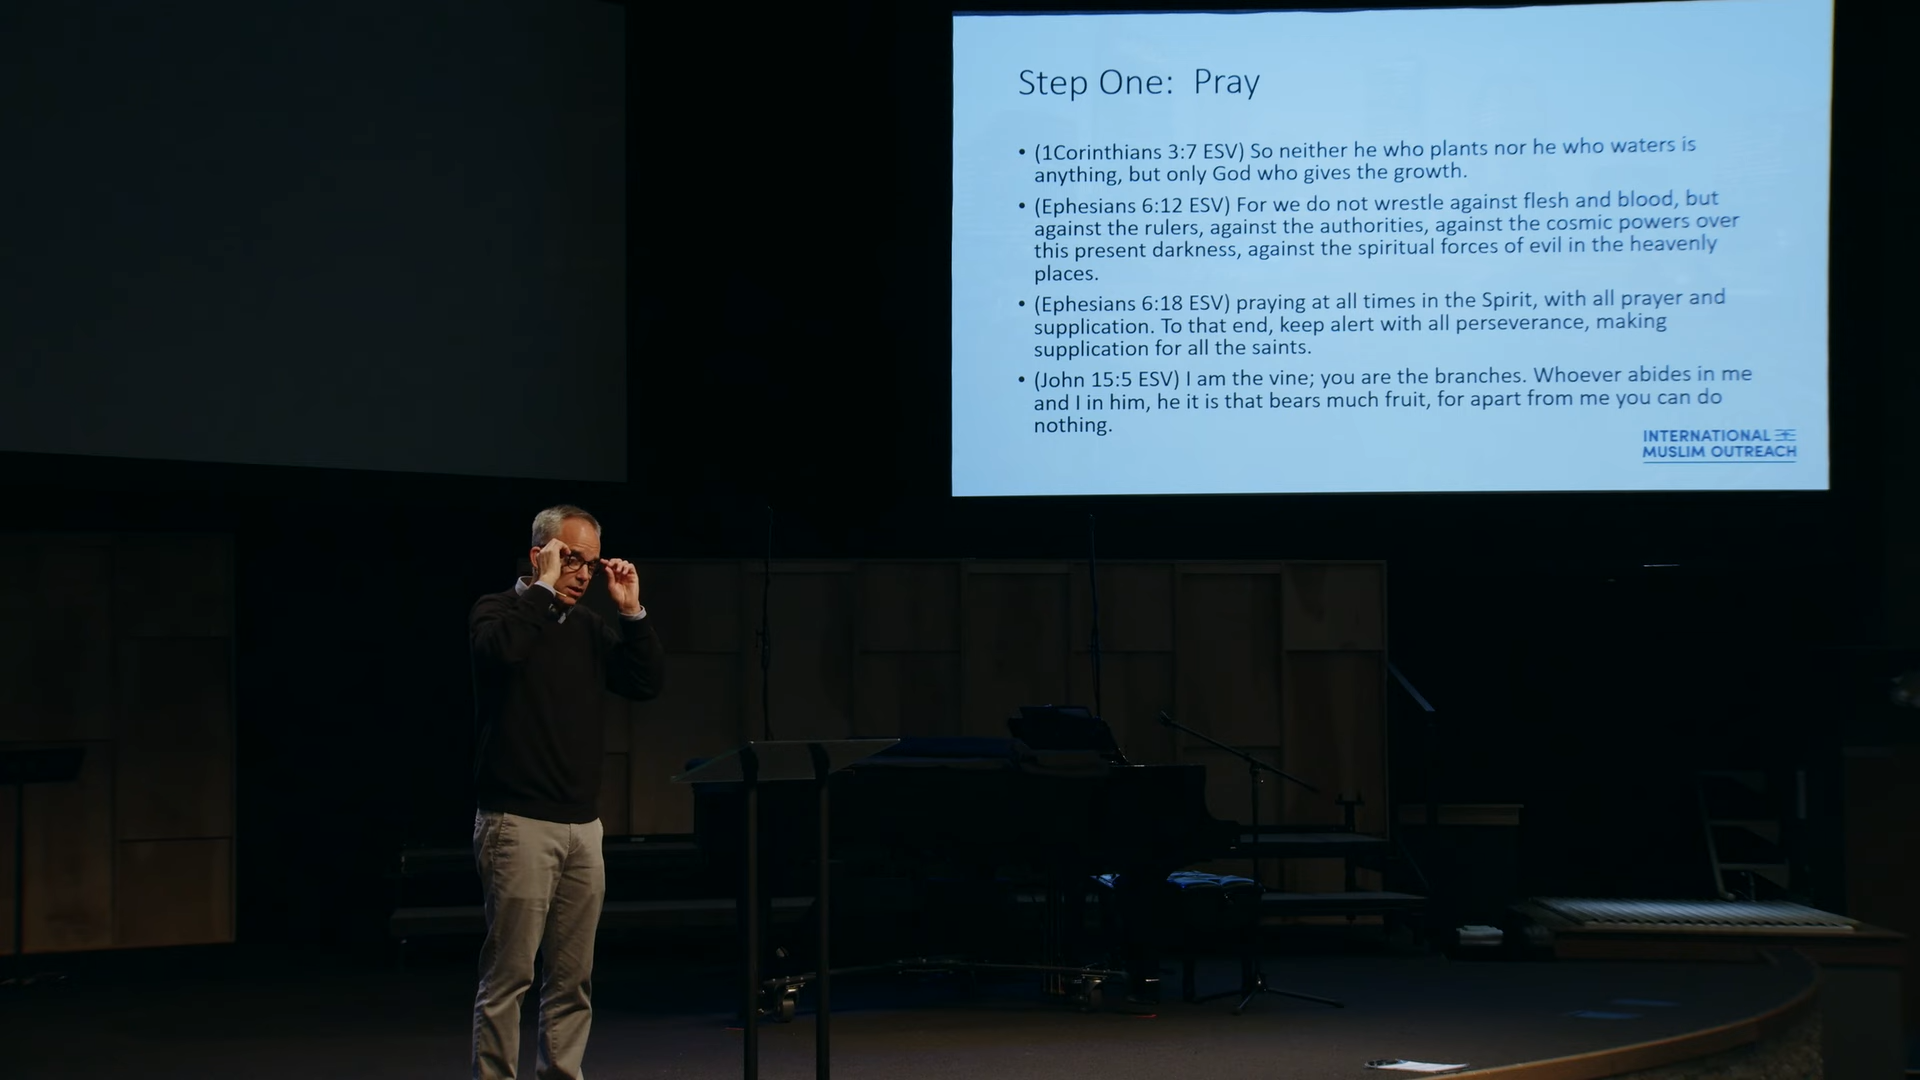 Step One:  Pray
• (1Corinthians 3:7 ESV) So neither he who plants nor he who waters is
anything, but only God who gives the growth.
• (Ephesians 6:12 ESV) For we do not wrestle against flesh and blood, but
against the rulers, against the authorities, against the cosmic powers over
this present darkness, against the spiritual forces of evil in the heavenly
places.
• (Ephesians 6:18 ESV) praying at all times in the Spirit, with all prayer and
supplication. To that end, keep alert with all perseverance, making
supplication for all the saints.
• (John 15:5 ESV) I am the vine; you are the branches. Whoever abides in me
and I in him, he it is that bears much fruit, for apart from me you can do
nothing.
INTERNATIONAL
MUSLIM OUTREACH